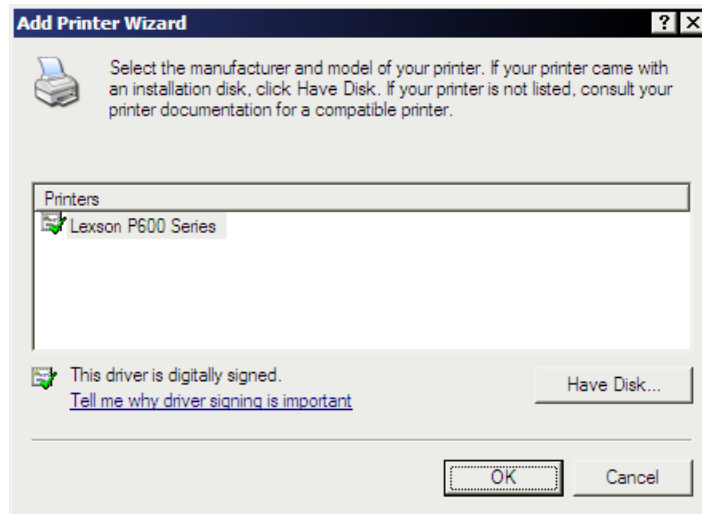 Add Printer Wizard
Select the manufacturer and model of your printer. If your printer came with
an installation disk, click Have Disk. If your printer is not listed, consult your
printer documentation for a compatible printer.
Printers
Lexson P600 Series
This driver is digitally signed.
Have Disk...
Tell me why driver signing is important
OK
Cancel